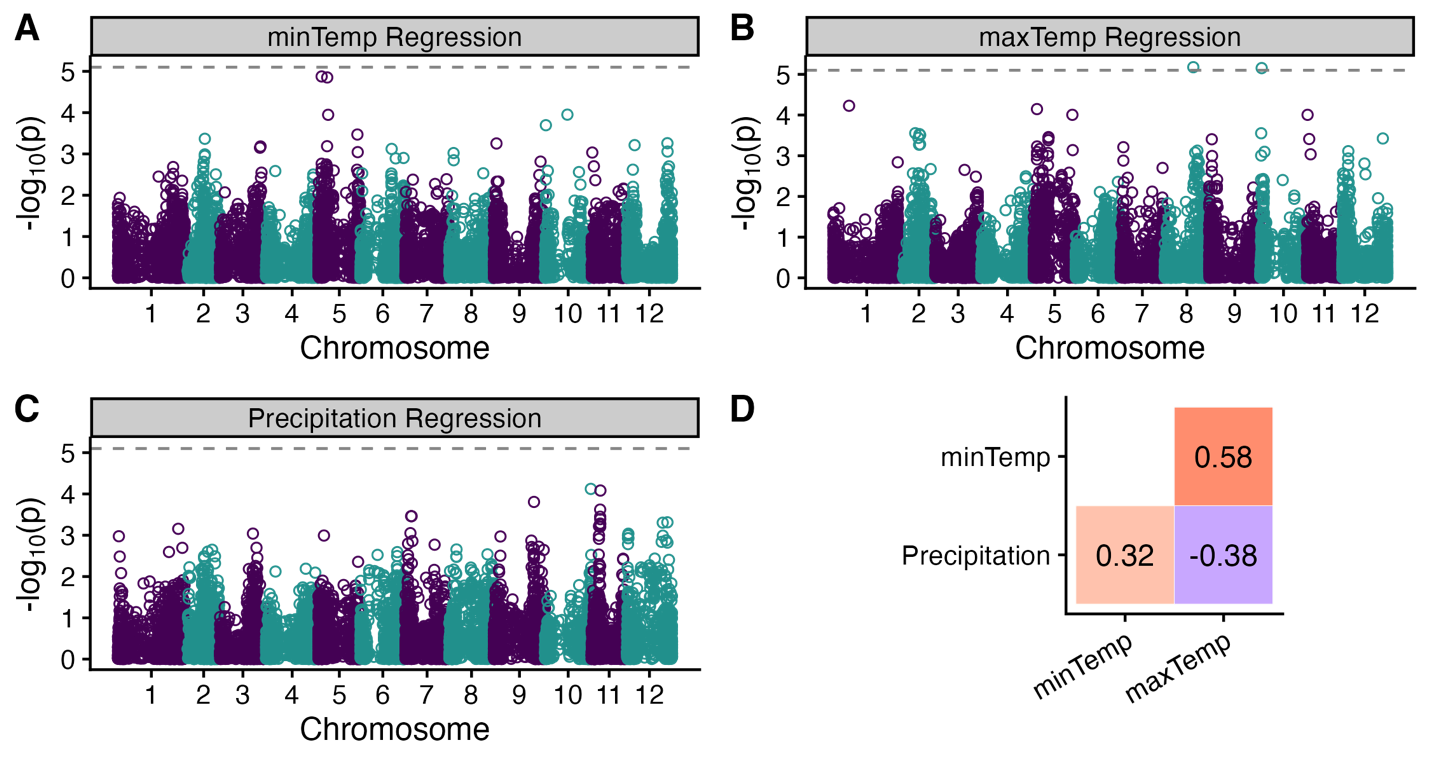 A
minTemp Regression
-log10(p)
5
4
3
2
1
0
1 2 3 4 5 6 7 8 9 10 11 12
Chromosome
B
maxTemp Regression
-log10(p)
5
4
3
2
1
0
1 2 3 4 5 6 7 8 9 10 11 12
Chromosome
C
Precipitation Regression
-log10(p)
5
4
3
2
1
0
1 2 3 4 5 6 7 8 9 10 11 12
Chromosome
D
minTemp 0.58
Precipitation 0.32 -0.38
minTemp maxTemp